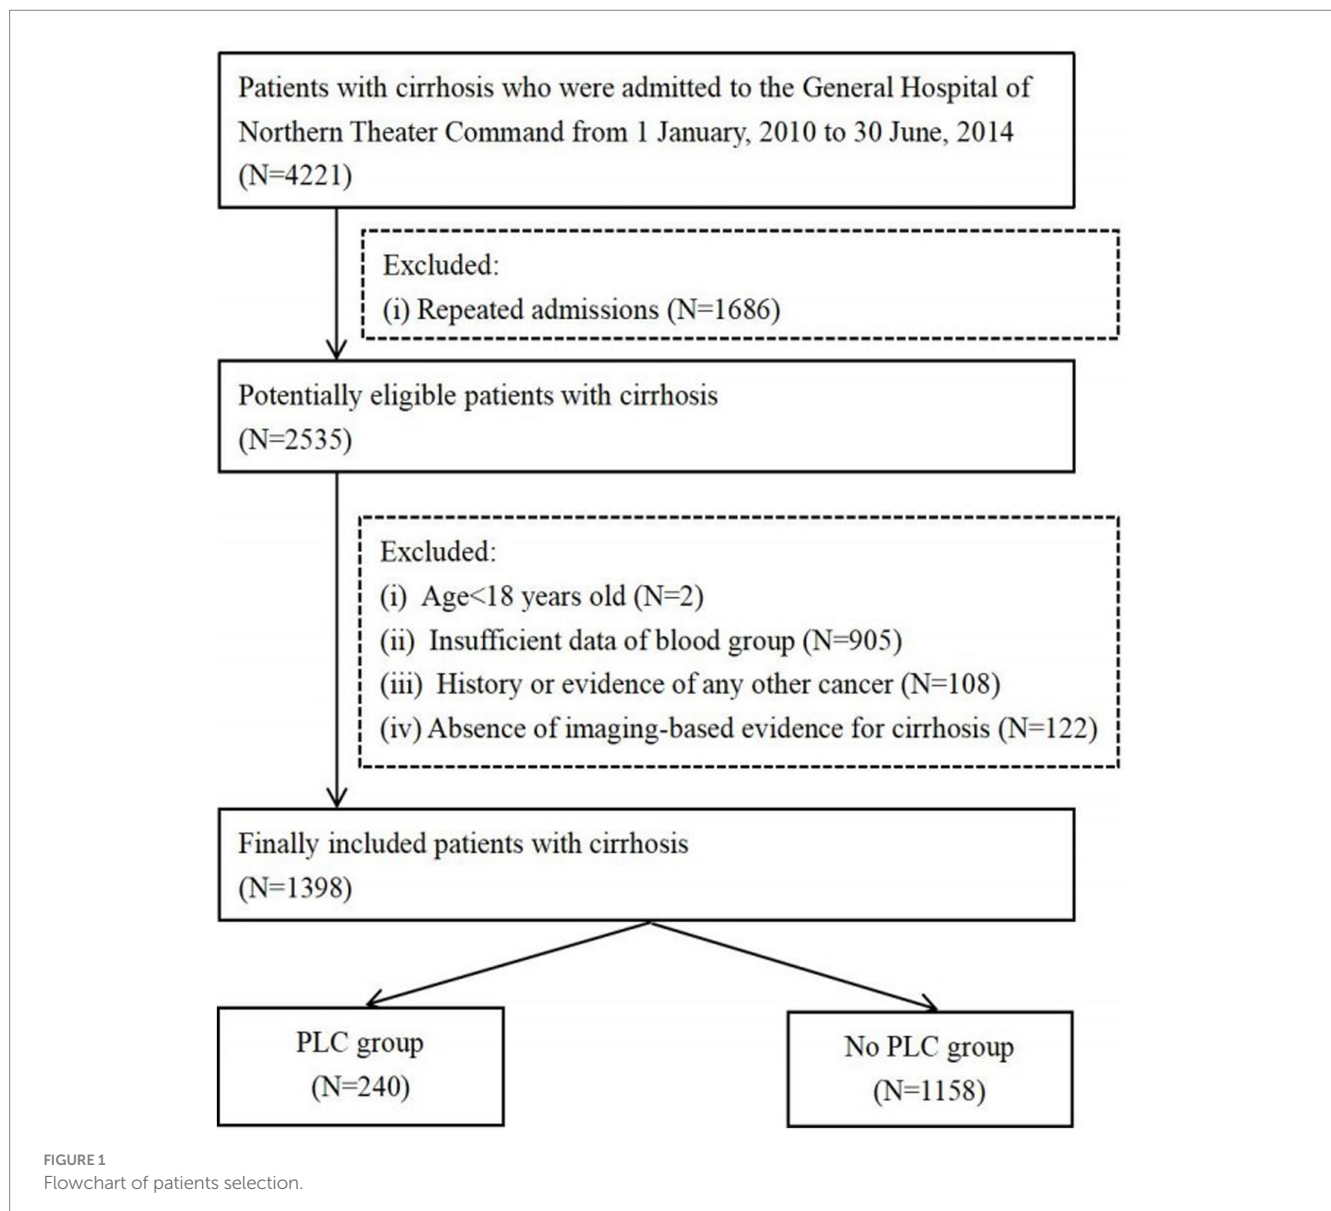 Patients with cirrhosis who were admitted to the General Hospital of
Northern Theater Command from 1 January, 2010 to 30 June, 2014
(N=4221)
Excluded:
(i) Repeated admissions (N=1686)
Potentially eligible patients with cirrhosis
(N=2535)
Excluded:
(i) Age<18 years old (N=2)
(ii) Insufficient data of blood group (N=905)
(iii) History or evidence of any other cancer (N=108)
(iv) Absence of imaging-based evidence for cirrhosis (N=122)
Finally included patients with cirrhosis
(N=1398)
PLC group
(N=240)
No PLC group
(N=1158)
FIGURE 1
Flowchart of patients selection.